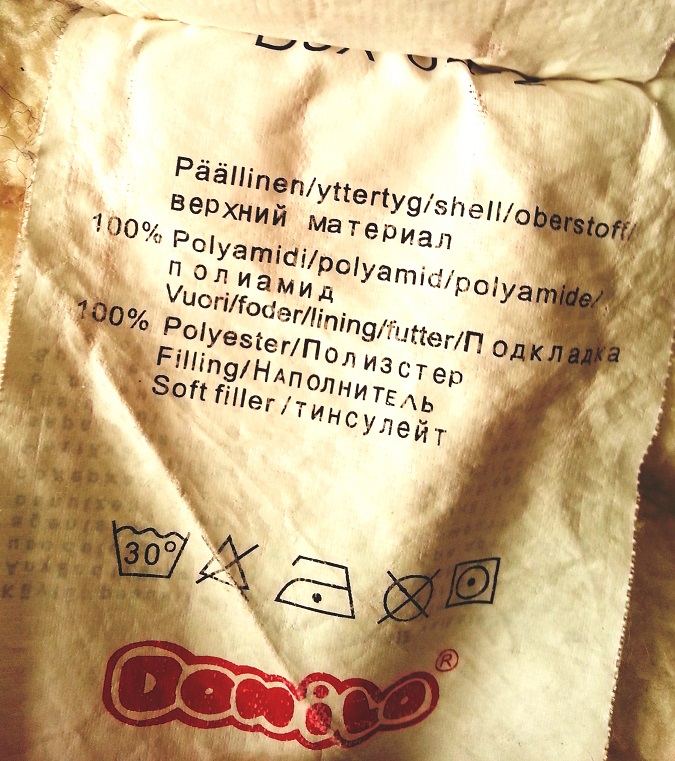 Päällinen/yttertyg/shell/oberstoff/
верхний материал
100% Polyamidi/polyamid/polyamide/
полиамид
Vuori/foder/lining/futter/Подкладка
100% Polyester/Полиэстер
Filling/Наполнитель
Soft filler/тинсулейт
30°
Danilo®